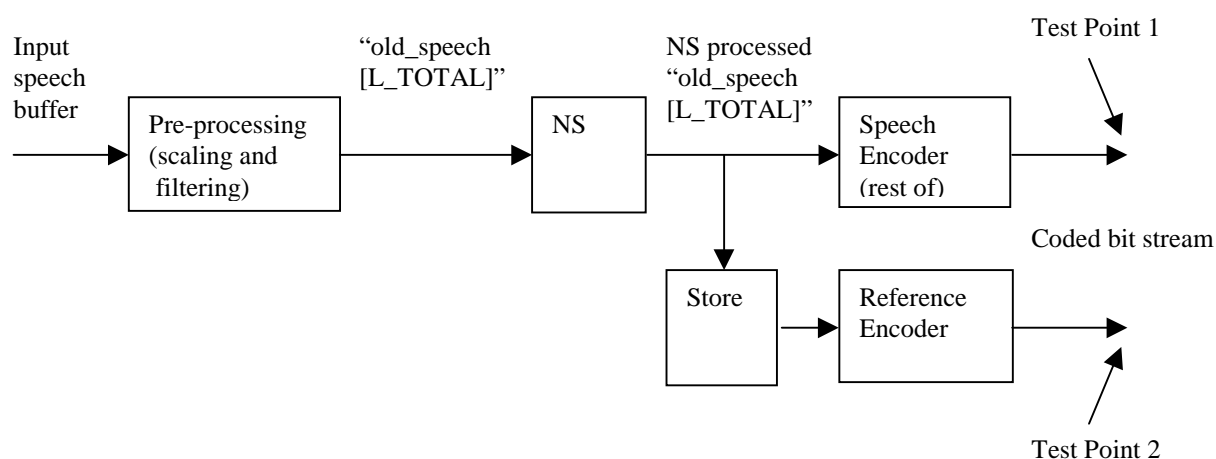 Input
speech
buffer
“old_speech
[L_TOTAL]”
NS processed
“old_speech
[L_TOTAL]”
Test Point 1
Pre-processing
(scaling and
filtering)
NS
Speech
Encoder
(rest of)
Coded bit stream
Store
Reference
Encoder
Test Point 2